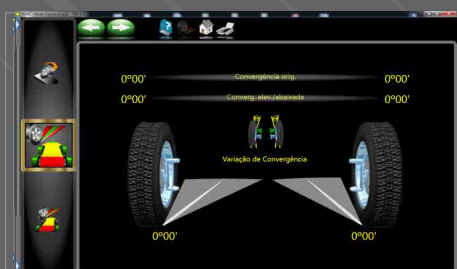 0°00' Convergência orig. 0°00'
0°00' Converg. elev./abaixada 0°00'
Variação de Convergência
0°00' 0°00'